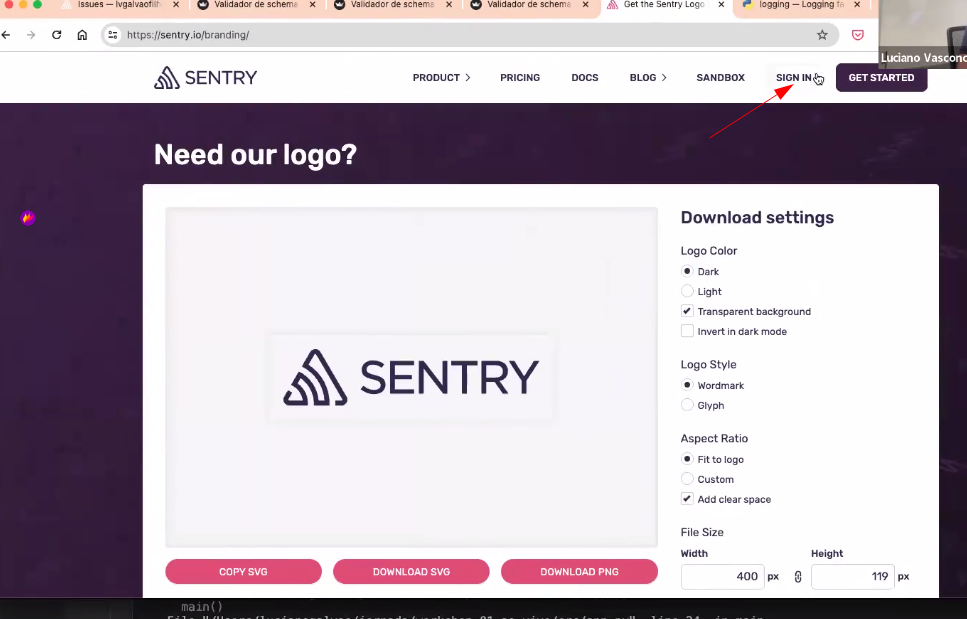 Issues — lvgalvaofilh
Validador de schema
Validador de schema
Validador de schema
Get the Sentry Logo
logging — Logging fa
https://sentry.io/branding/
Luciano Vasconc
SENTRY
PRODUCT
PRICING
DOCS
BLOG
SANDBOX
SIGN IN
GET STARTED
Need our logo?
Download settings
Logo Color
Dark
Light
Transparent background
Invert in dark mode
Logo Style
Wordmark
Glyph
SENTRY
Aspect Ratio
Fit to logo
Custom
Add clear space
File Size
Width
Height
400 px
119 px
COPY SVG
DOWNLOAD SVG
DOWNLOAD PNG
main()